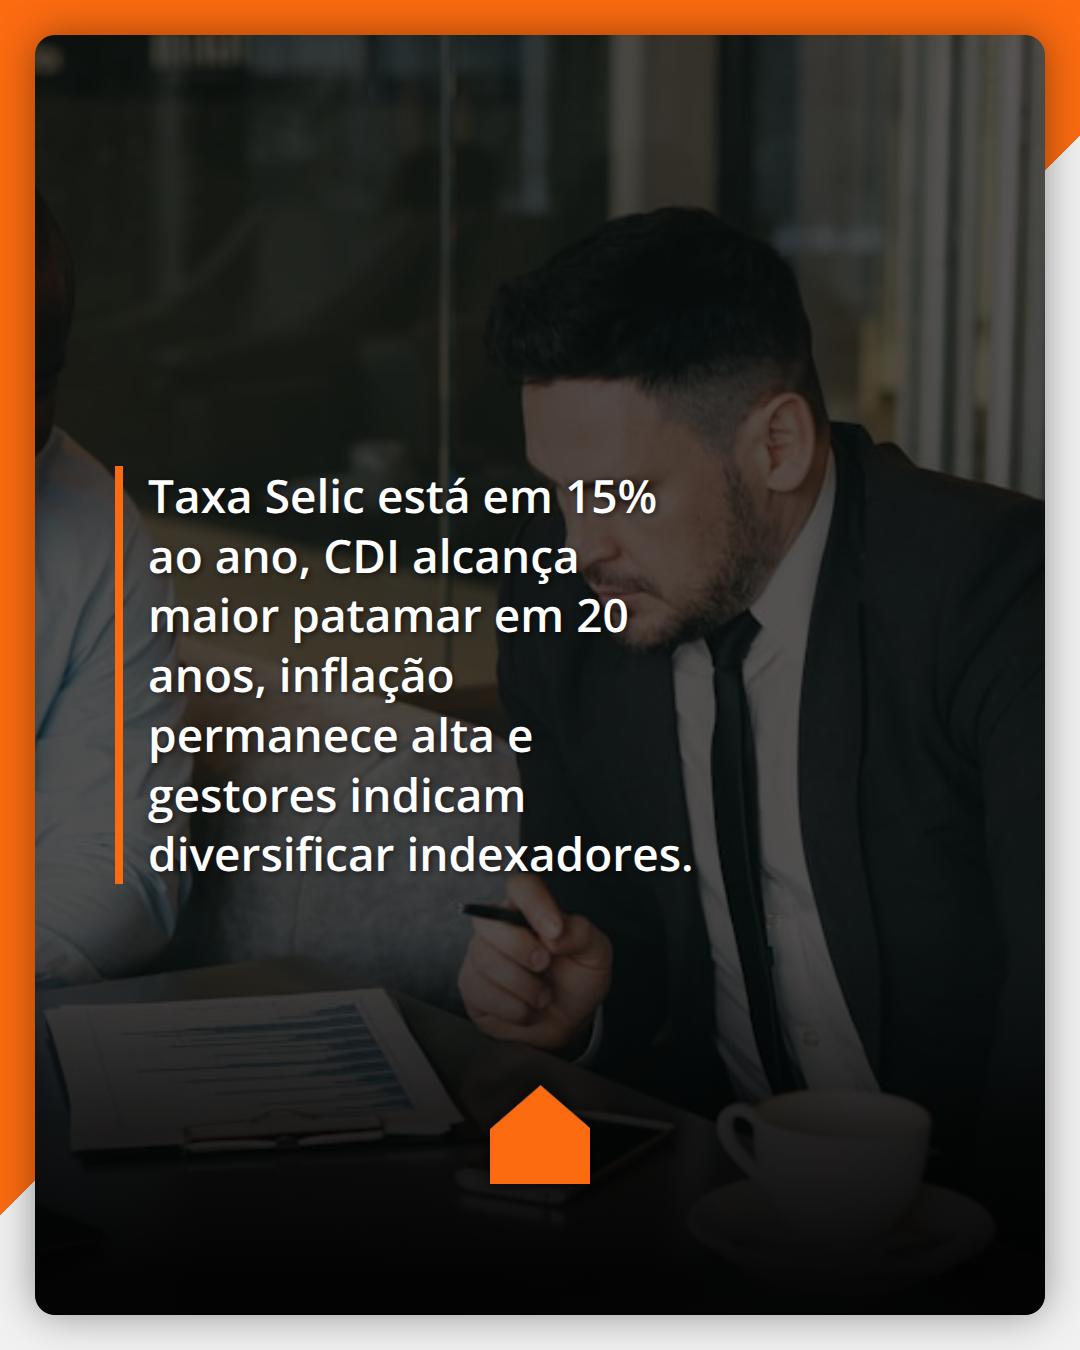 Taxa Selic está em 15%
ao ano, CDI alcança
maior patamar em 20
anos, inflação
permanece alta e
gestores indicam
diversificar indexadores.